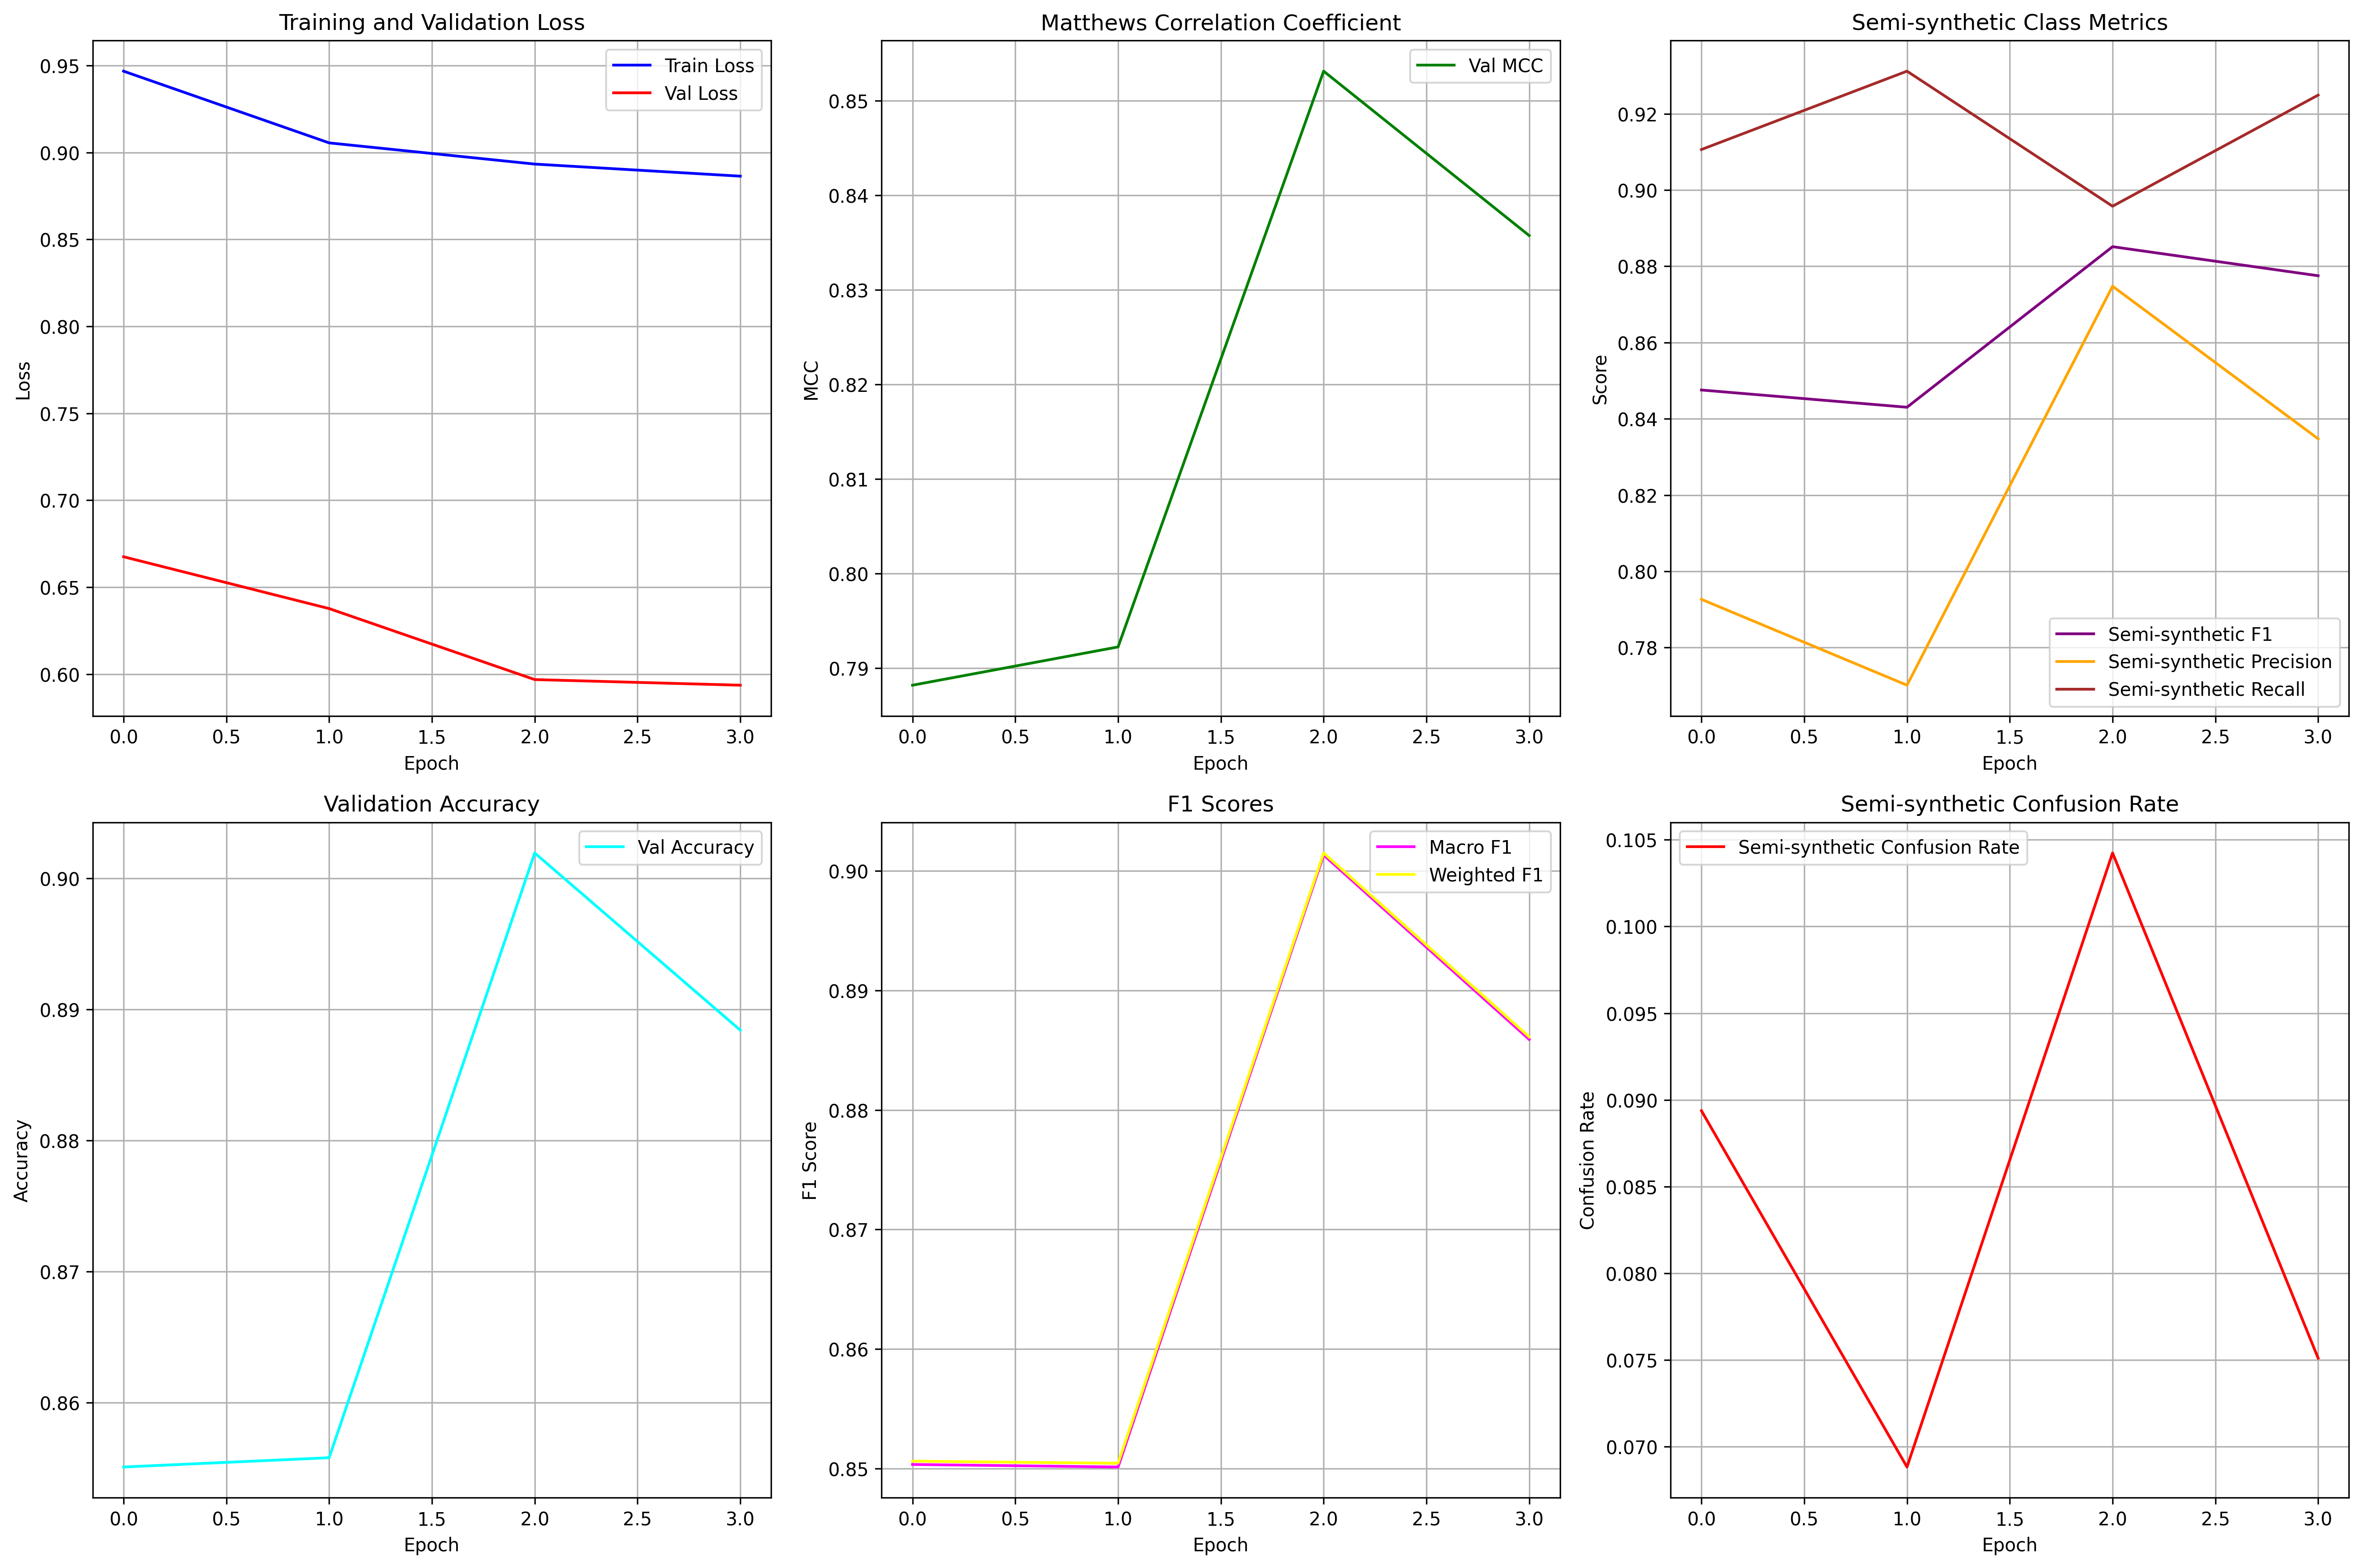 Training and Validation Loss
Train Loss
Val Loss
0.95
0.90
0.85
0.80
0.75
0.70
0.65
0.60
Loss
0.0 0.5 1.0 1.5 2.0 2.5 3.0
Epoch
Matthews Correlation Coefficient
Val MCC
0.85
0.84
0.83
0.82
0.81
0.80
0.79
MCC
0.0 0.5 1.0 1.5 2.0 2.5 3.0
Epoch
Semi-synthetic Class Metrics
0.92
0.90
0.88
0.86
0.84
0.82
0.80
0.78
Score
Semi-synthetic F1
Semi-synthetic Precision
Semi-synthetic Recall
0.0 0.5 1.0 1.5 2.0 2.5 3.0
Epoch
Validation Accuracy
Val Accuracy
0.90
0.89
0.88
0.87
0.86
Accuracy
0.0 0.5 1.0 1.5 2.0 2.5 3.0
Epoch
F1 Scores
Macro F1
Weighted F1
0.90
0.89
0.88
0.87
0.86
0.85
F1 Score
0.0 0.5 1.0 1.5 2.0 2.5 3.0
Epoch
Semi-synthetic Confusion Rate
Semi-synthetic Confusion Rate
0.105
0.100
0.095
0.090
0.085
0.080
0.075
0.070
Confusion Rate
0.0 0.5 1.0 1.5 2.0 2.5 3.0
Epoch